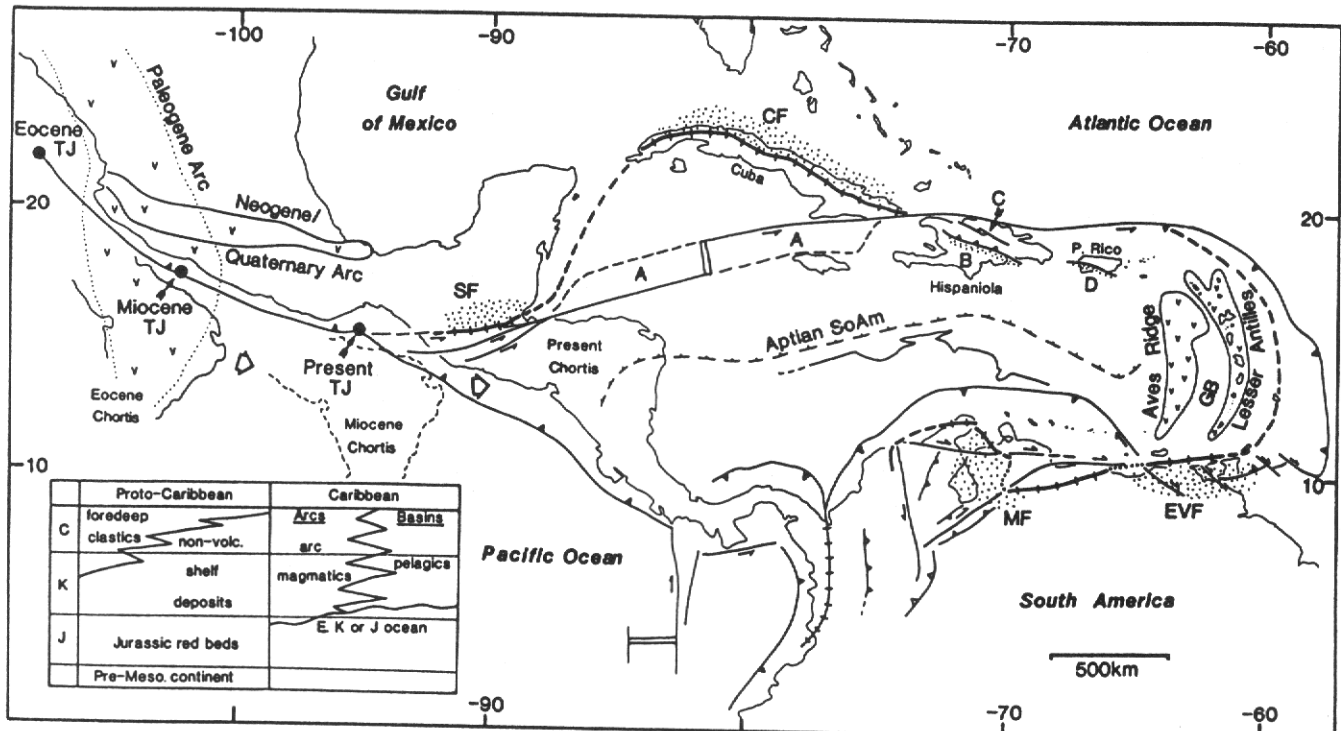 -100
-90
-70
-60
Eocene
TJ
Paleogene Arc
Gulf
of Mexico
CF
Atlantic Ocean
Cuba
20
20
Neogene/
Quaternary Arc
C
A
A
B
P. Rico
D
Hispaniola
Miocene
TJ
SF
Aptian SoAm
Present
TJ
Present
Chortis
Aves Ridge
GB
Lesser Antilles
Eocene
Chortis
Miocene
Chortis
10
10
MF
EVF
Pacific Ocean
South America
500km
Proto-Caribbean
Caribbean
C
foredeep
clastics
non-volc.
Arcs
Basins
arc
magmatics
pelagics
K
shelf
deposits
E. K or J ocean
J
Jurassic red beds
Pre-Meso. continent
-90
-70
-60